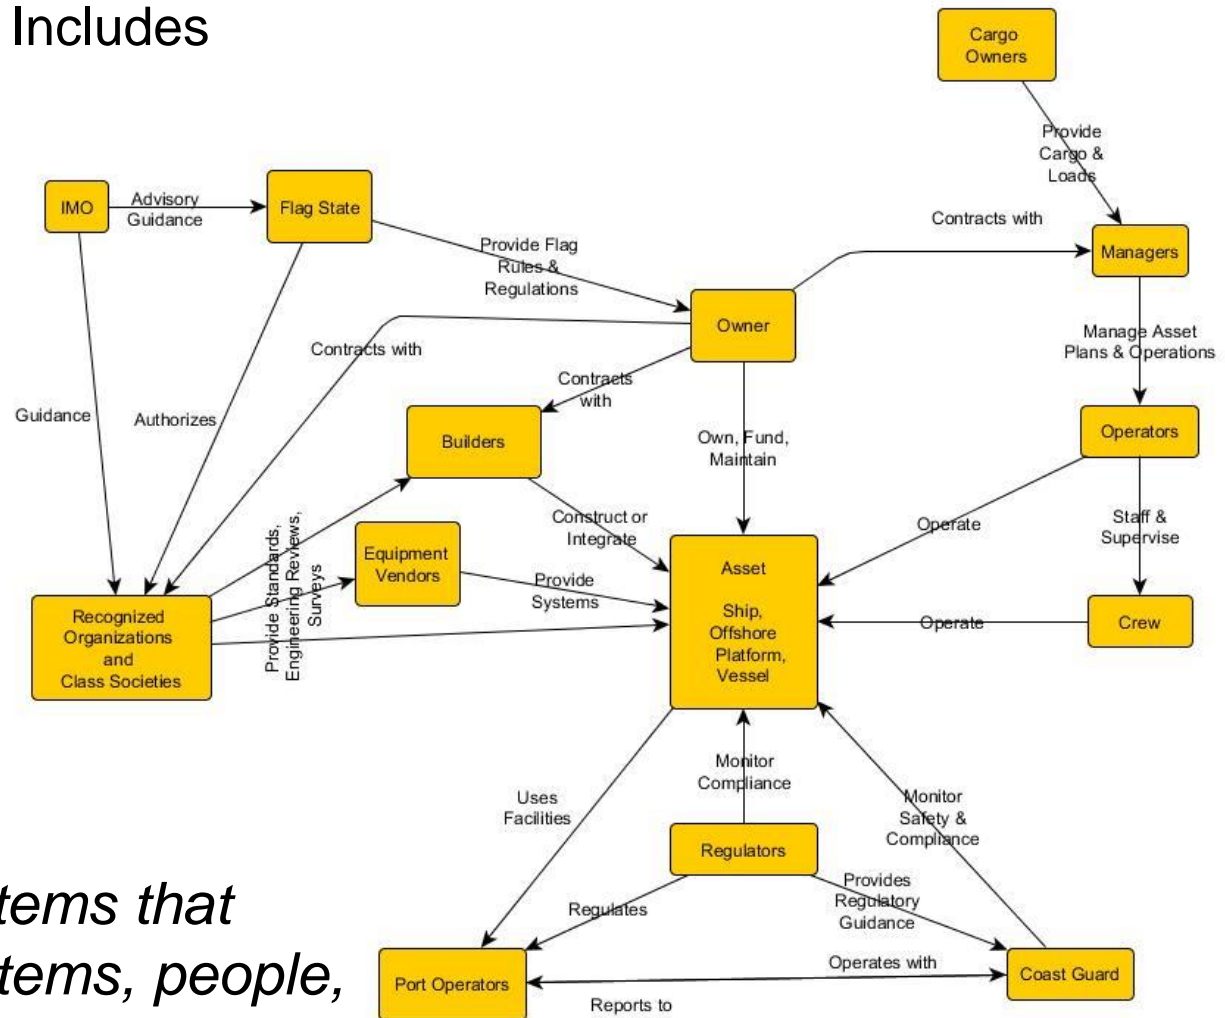 Includes
Cargo
Owners
Provide
Cargo &
Loads
IMO
Advisory
Guidance
Flag State
Contracts with
Managers
Provide Flag
Rules &
Regulations
Owner
Contracts with
Manage Asset
Plans & Operations
Contracts
with
Guidance
Authorizes
Builders
Own, Fund,
Maintain
Operators
Construct or
Integrate
Operate
Staff &
Supervise
Equipment
Vendors
Provide
Systems
Provide Standards,
Engineering Reviews,
Surveys
Asset
Ship,
Offshore
Platform,
Vessel
Recognized
Organizations
and
Class Societies
Operate
Crew
Monitor
Compliance
Uses
Facilities
Monitor
Safety &
Compliance
Regulators
Regulates
Provides
Regulatory
Guidance
tems that
tems, people,
Port Operators
Operates with
Reports to
Coast Guard